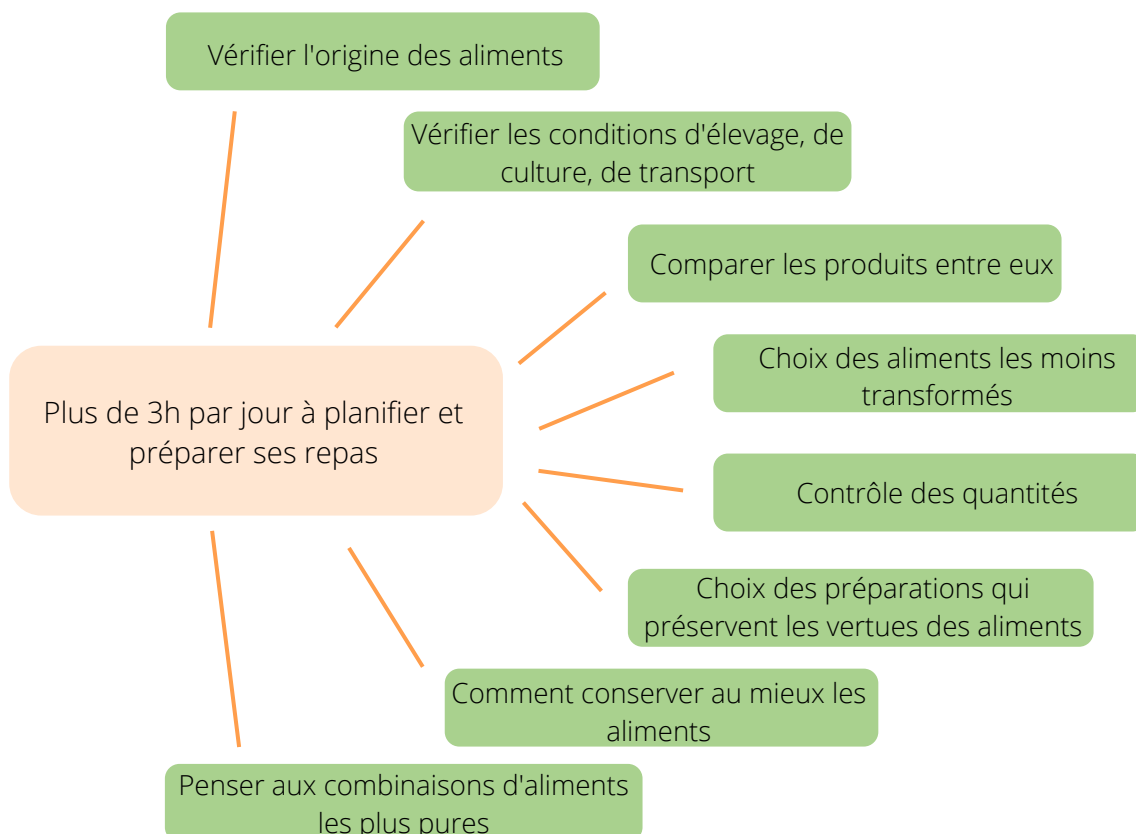 Vérifier l'origine des aliments
Vérifier les conditions d'élevage, de
culture, de transport
Comparer les produits entre eux
Choix des aliments les moins
transformés
Plus de 3h par jour à planifier et
préparer ses repas
Contrôle des quantités
Choix des préparations qui
préservent les vertues des aliments
Comment conserver au mieux les
aliments
Penser aux combinaisons d'aliments
les plus pures